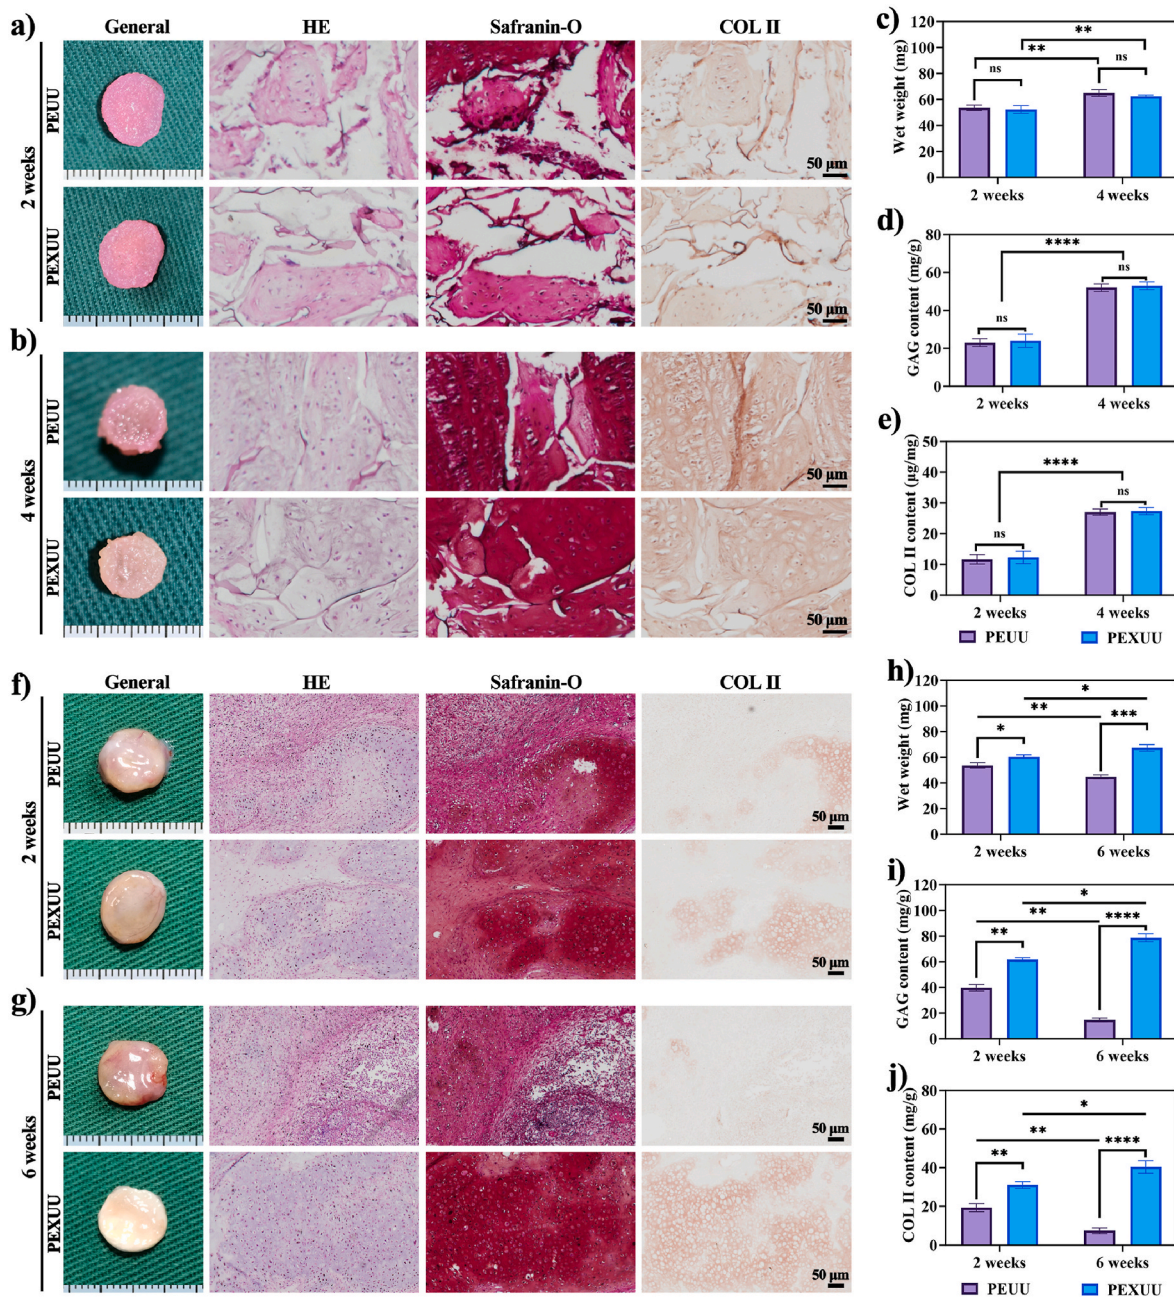 a)
General
HE
Safranin-O
COL II
2 weeks
PEUU
50 μm
PEXUU
50 μm
b)
4 weeks
PEUU
50 μm
PEXUU
50 μm
c)
Wet weight (mg)
120
100
80
60
40
20
0
ns
**
**
ns
2 weeks
4 weeks
d)
GAG content (mg/g)
80
60
40
20
0
ns
****
ns
2 weeks
4 weeks
e)
COL II content (μg/mg)
50
40
30
20
10
0
ns
****
ns
2 weeks
4 weeks
PEUU
PEXUU
f)
General
HE
Safranin-O
COL II
2 weeks
PEUU
50 μm
PEXUU
50 μm
g)
6 weeks
PEUU
50 μm
PEXUU
50 μm
h)
Wet weight (mg)
120
100
80
60
40
20
0
*
**
*
***
2 weeks
6 weeks
i)
GAG content (mg/g)
120
100
80
60
40
20
0
**
**
*
****
2 weeks
6 weeks
j)
COL II content (mg/g)
80
60
40
20
0
**
**
*
****
2 weeks
6 weeks
PEUU
PEXUU